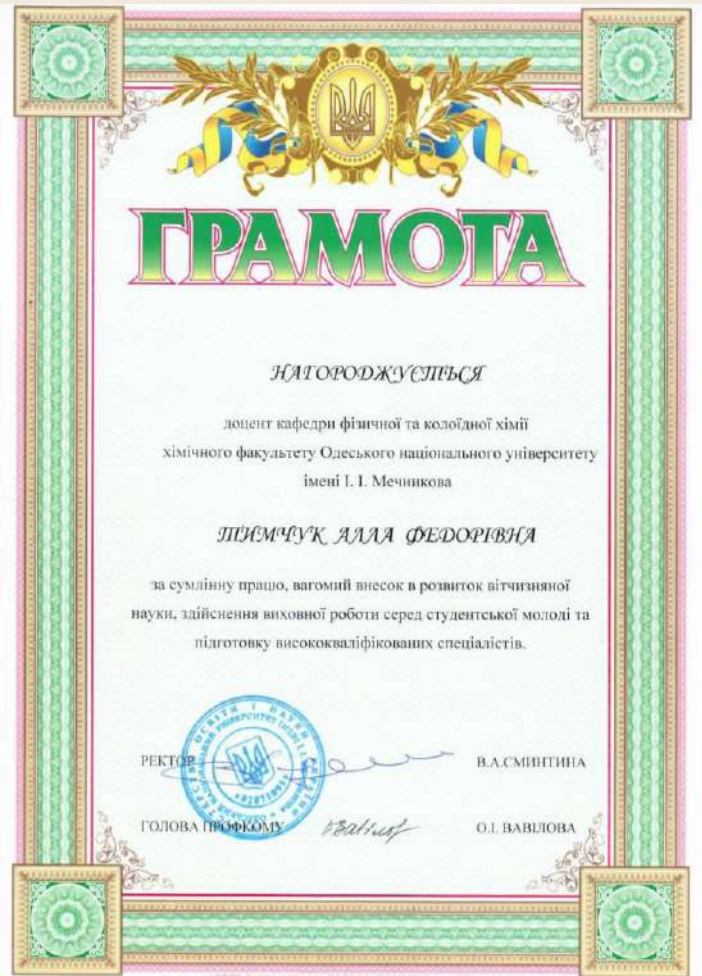 ГРАМОТА
НАГОРОДЖУЄТЬСЯ
доцент кафедри фізичної та колоїдної хімії
хімічного факультету Одеського національного університету
імені І. І. Мечникова
ТИМЧУК АЛЛА ФЕДОРІВНА
за сумлінну працю, вагомий внесок в розвиток вітчизняної
науки, здійснення виховної роботи серед студентської молоді та
підготовку висококваліфікованих спеціалістів.
РЕКТОР В.А.СМИНТИНА
ГОЛОВА ПРОФКОМУ О.І. ВАВІЛОВА